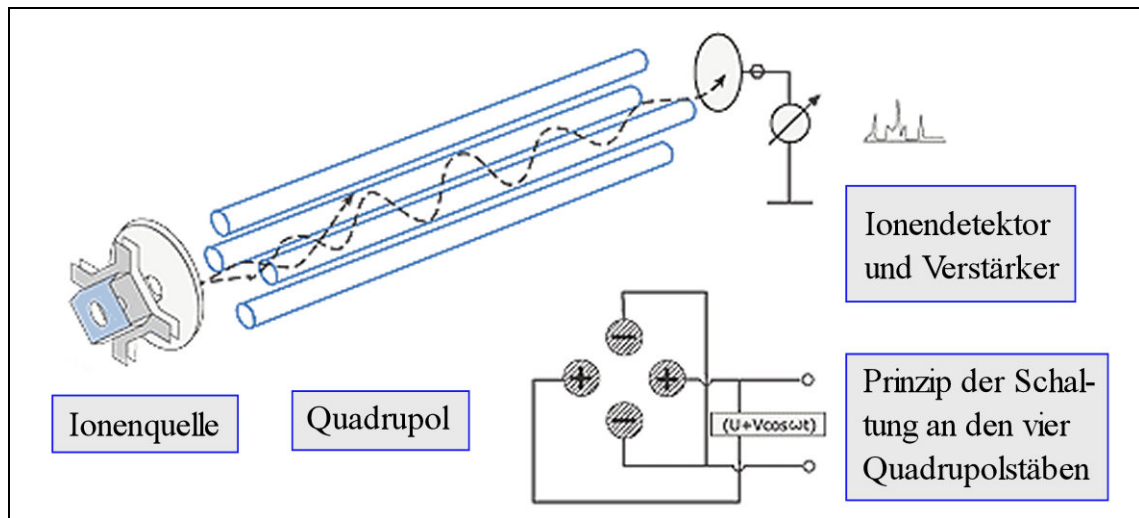 Ionendetektor
und Verstärker
Ionenquelle
Quadrupol
(U+Vcosωt)
Prinzip der Schal-
tung an den vier
Quadrupolstäben